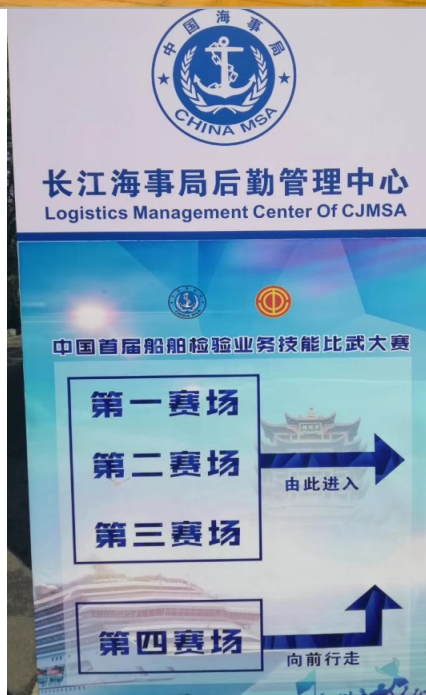 中国海事局
CHINA MSA
长江海事局后勤管理中心
Logistics Management Center Of CJMSA
中国首届船舶检验业务技能比武大赛
第一赛场
第二赛场
由此进入
第三赛场
第四赛场
向前行走